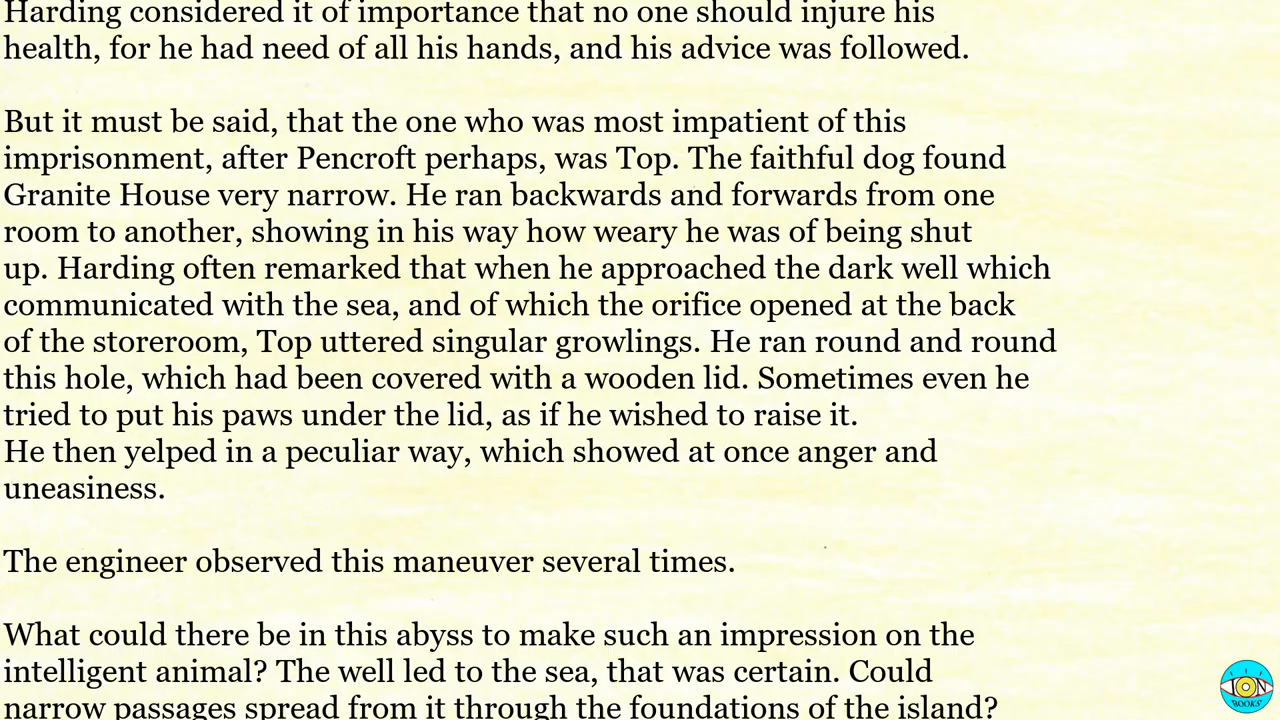 Harding considered it of importance that no one should injure his
health, for he had need of all his hands, and his advice was followed.
But it must be said, that the one who was most impatient of this
imprisonment, after Pencroft perhaps, was Top. The faithful dog found
Granite House very narrow. He ran backwards and forwards from one
room to another, showing in his way how weary he was of being shut
up. Harding often remarked that when he approached the dark well which
communicated with the sea, and of which the orifice opened at the back
of the storeroom, Top uttered singular growlings. He ran round and round
this hole, which had been covered with a wooden lid. Sometimes even he
tried to put his paws under the lid, as if he wished to raise it.
He then yelped in a peculiar way, which showed at once anger and
uneasiness.
The engineer observed this maneuver several times.
What could there be in this abyss to make such an impression on the
intelligent animal? The well led to the sea, that was certain. Could
narrow passages spread from it through the foundations of the island?
ION
BOOKS